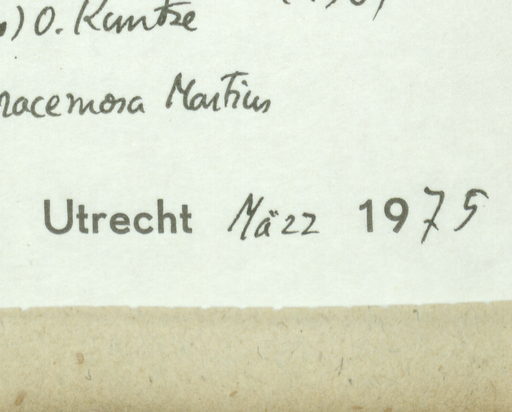 ) O. Kuntze
racemosa Martius
Utrecht März 1975